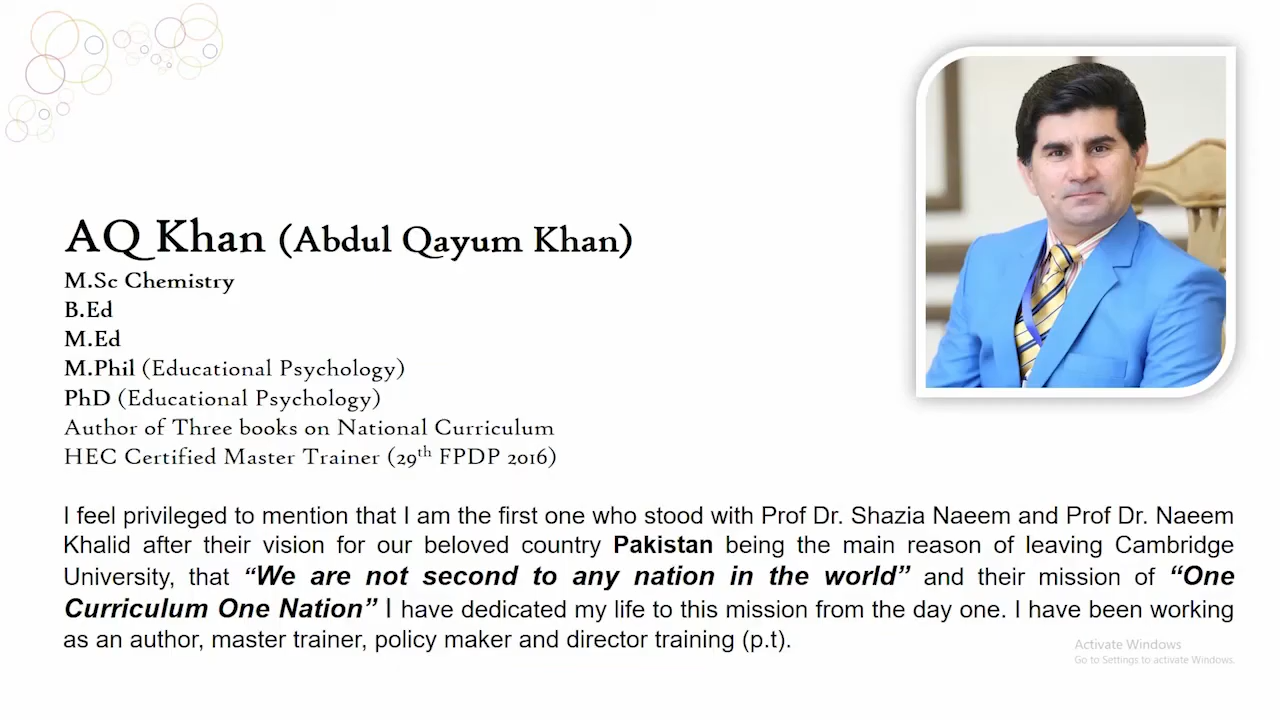 AQ Khan (Abdul Qayum Khan)
M.Sc Chemistry
B.Ed
M.Ed
M.Phil (Educational Psychology)
PhD (Educational Psychology)
Author of Three books on National Curriculum
HEC Certified Master Trainer (29th FPDP 2016)
I feel privileged to mention that I am the first one who stood with Prof Dr. Shazia Naeem and Prof Dr. Naeem
Khalid after their vision for our beloved country Pakistan being the main reason of leaving Cambridge
University, that “We are not second to any nation in the world” and their mission of “One
Curriculum One Nation” I have dedicated my life to this mission from the day one. I have been working
as an author, master trainer, policy maker and director training (p.t).
Activate Windows
Go to Settings to activate Windows.